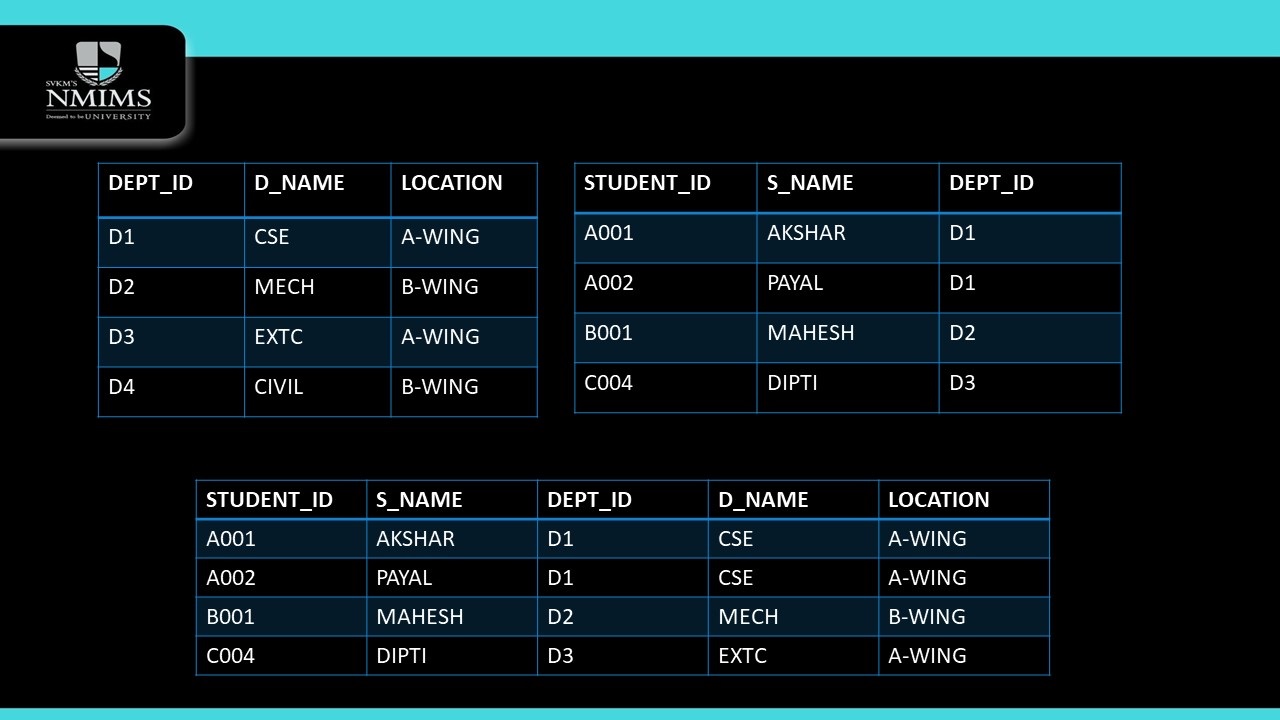 SVKM'S
NMIMS
Deemed to be UNIVERSITY
DEPT_ID D_NAME LOCATION
D1 CSE A-WING
D2 MECH B-WING
D3 EXTC A-WING
D4 CIVIL B-WING
STUDENT_ID S_NAME DEPT_ID
A001 AKSHAR D1
A002 PAYAL D1
B001 MAHESH D2
C004 DIPTI D3
STUDENT_ID S_NAME DEPT_ID D_NAME LOCATION
A001 AKSHAR D1 CSE A-WING
A002 PAYAL D1 CSE A-WING
B001 MAHESH D2 MECH B-WING
C004 DIPTI D3 EXTC A-WING